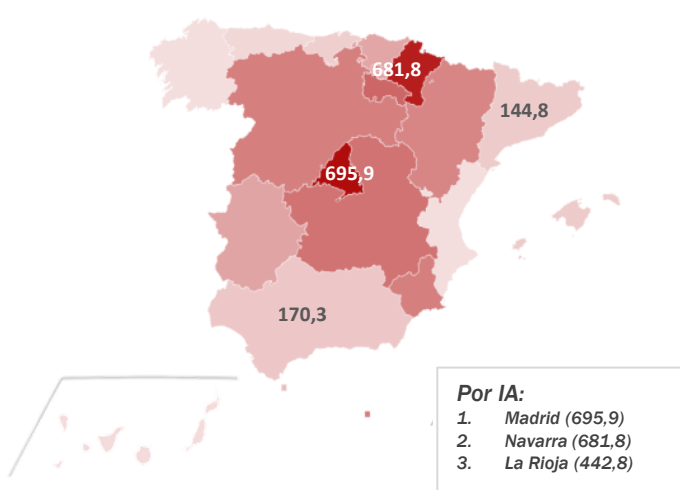 681,8
144,8
695,9
170,3
Por IA:
1. Madrid (695,9)
2. Navarra (681,8)
3. La Rioja (442,8)